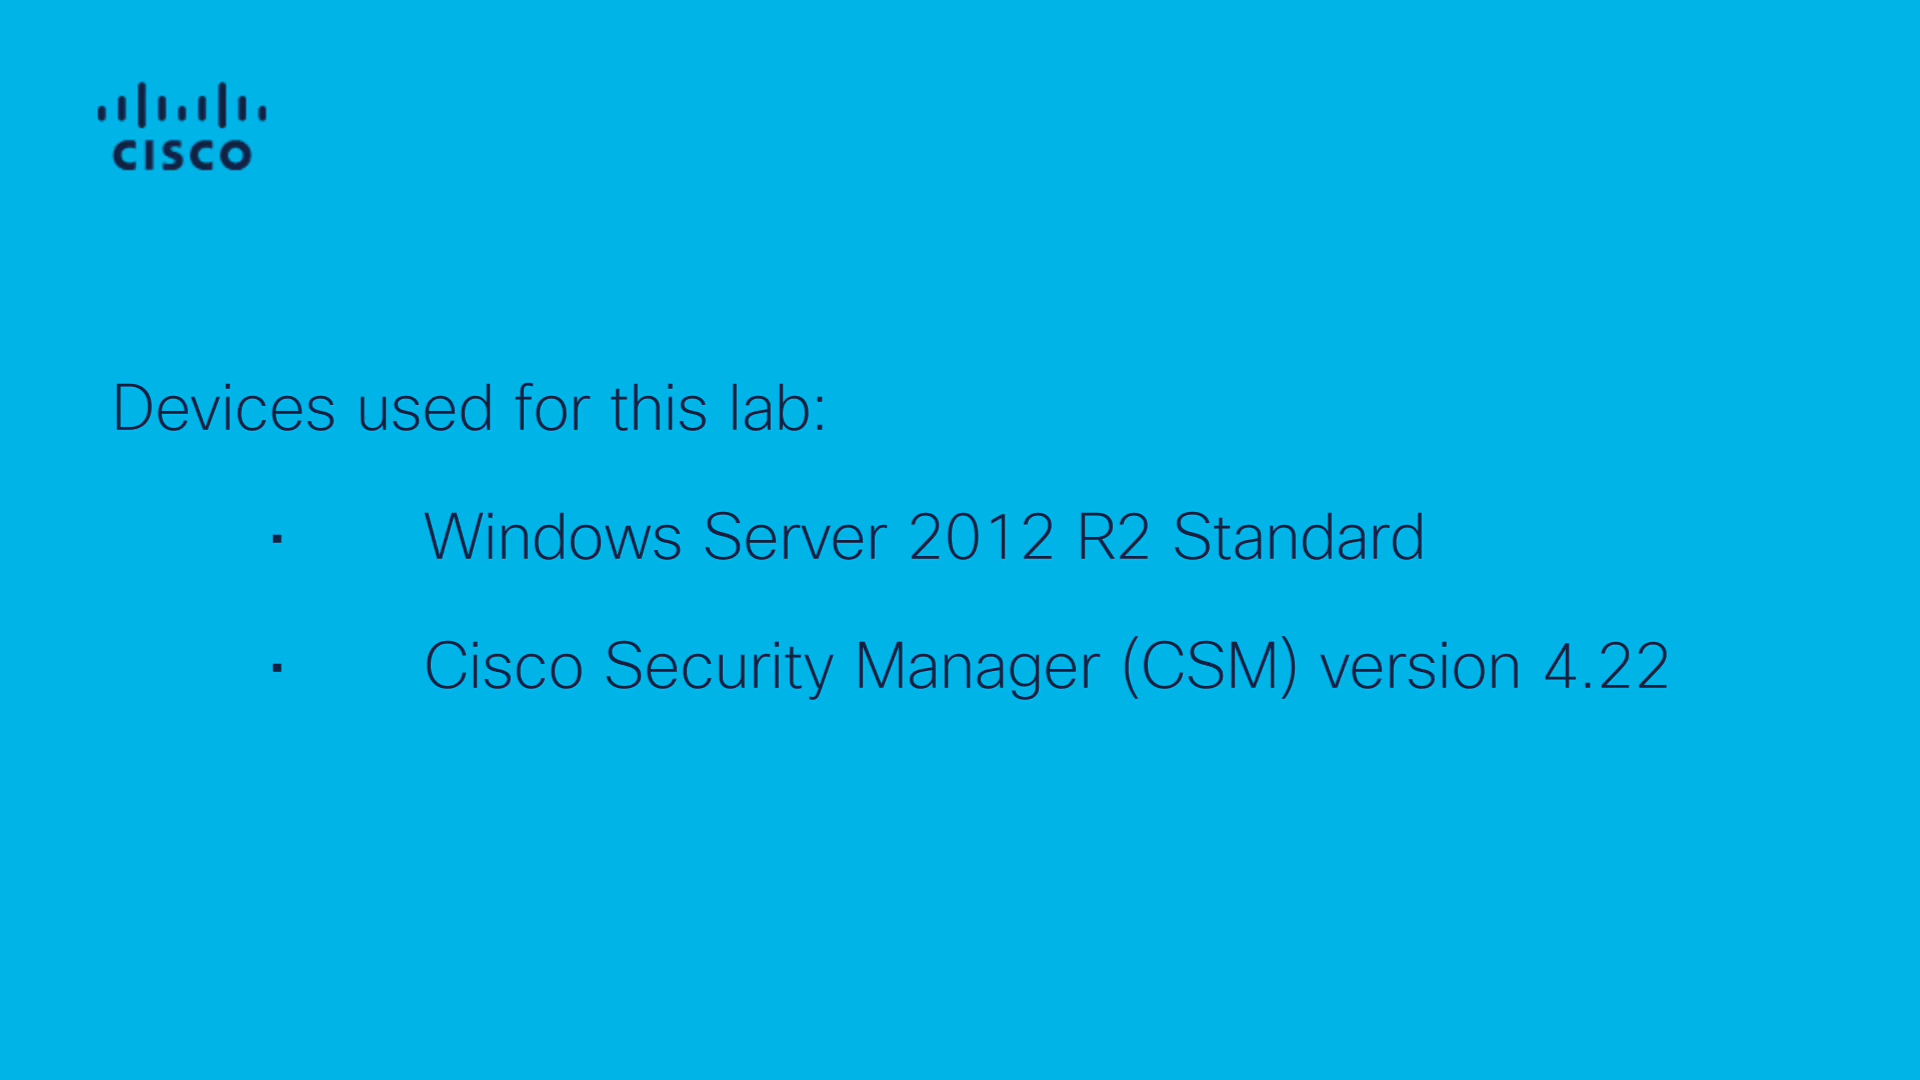 CISCO
Devices used for this lab:
▪ Windows Server 2012 R2 Standard
▪ Cisco Security Manager (CSM) version 4.22